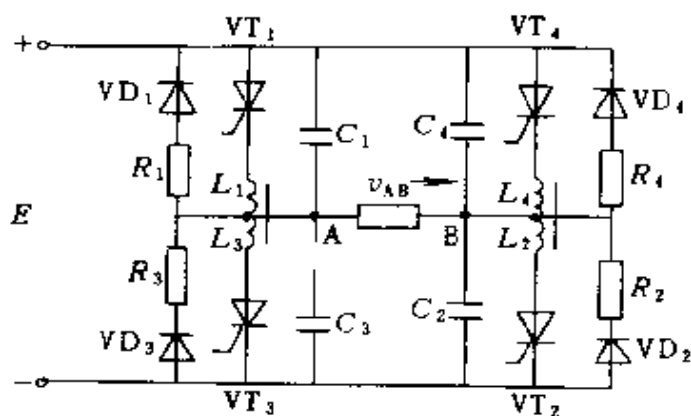 VT₁ VT₄
+
VD₁ VD₄
C₁ C₄
R₁ L₁ v_AB L₄ R₄
E A B
R₃ L₃ L₂ R₂
C₃ C₂
VD₃ VD₂
−
VT₃ VT₂